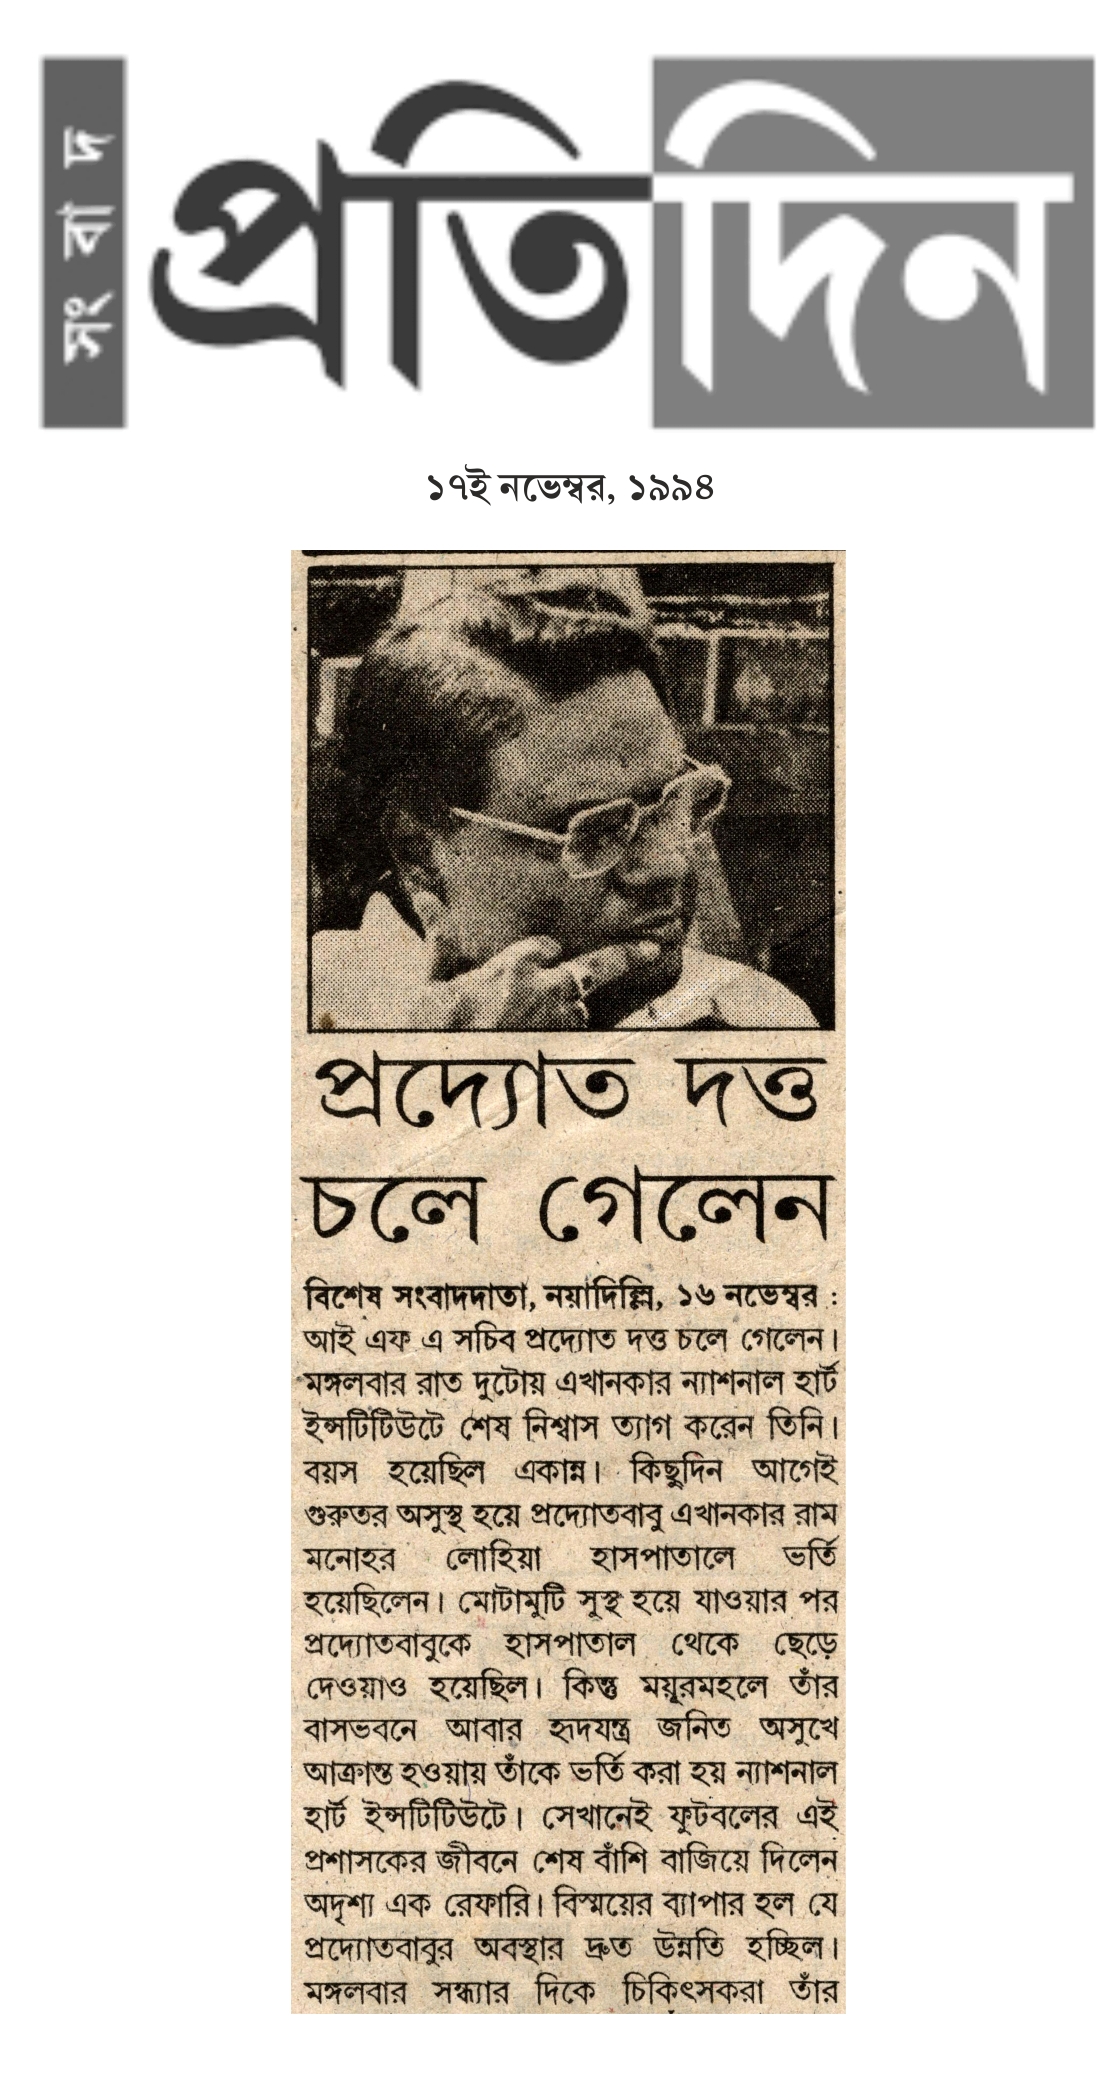 সংবাদ
প্রতিদিন
১৭ই নভেম্বর, ১৯৯৪
প্রদ্যোত দত্ত
চলে গেলেন
বিশেষ সংবাদদাতা, নয়াদিল্লি, ১৬ নভেম্বর :
আই এফ এ সচিব প্রদ্যোত দত্ত চলে গেলেন।
মঙ্গলবার রাত দুটোয় এখানকার ন্যাশনাল হার্ট
ইন্সটিটিউটে শেষ নিশ্বাস ত্যাগ করেন তিনি।
বয়স হয়েছিল একান্ন। কিছুদিন আগেই
গুরুতর অসুস্থ হয়ে প্রদ্যোতবাবু এখানকার রাম
মনোহর লোহিয়া হাসপাতালে ভর্তি
হয়েছিলেন। মোটামুটি সুস্থ হয়ে যাওয়ার পর
প্রদ্যোতবাবুকে হাসপাতাল থেকে ছেড়ে
দেওয়াও হয়েছিল। কিন্তু ময়ূরমহলে তাঁর
বাসভবনে আবার হৃদযন্ত্র জনিত অসুখে
আক্রান্ত হওয়ায় তাঁকে ভর্তি করা হয় ন্যাশনাল
হার্ট ইন্সটিটিউটে। সেখানেই ফুটবলের এই
প্রশাসকের জীবনে শেষ বাঁশি বাজিয়ে দিলেন
অদৃশ্য এক রেফারি। বিস্ময়ের ব্যাপার হল যে
প্রদ্যোতবাবুর অবস্থার দ্রুত উন্নতি হচ্ছিল।
মঙ্গলবার সন্ধ্যার দিকে চিকিৎসকরা তাঁর